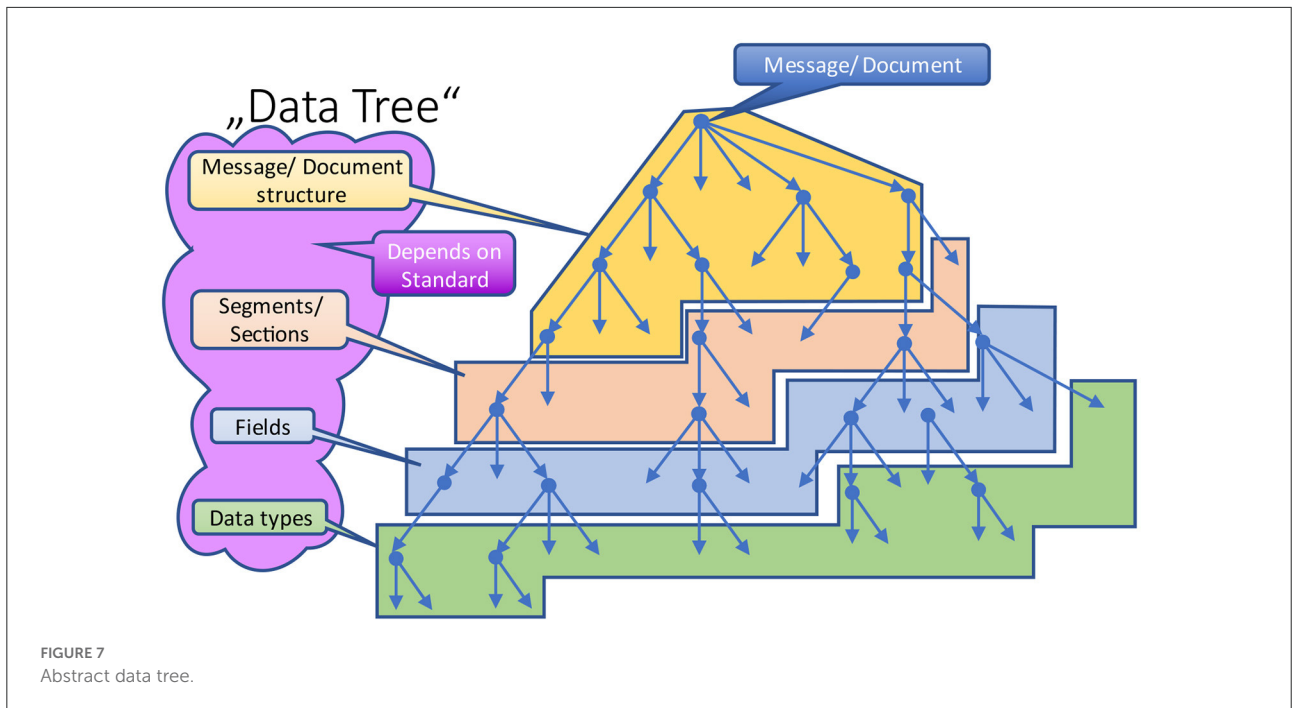 Message/ Document
„Data Tree“
Message/ Document
structure
Depends on
Standard
Segments/
Sections
Fields
Data types
FIGURE 7
Abstract data tree.